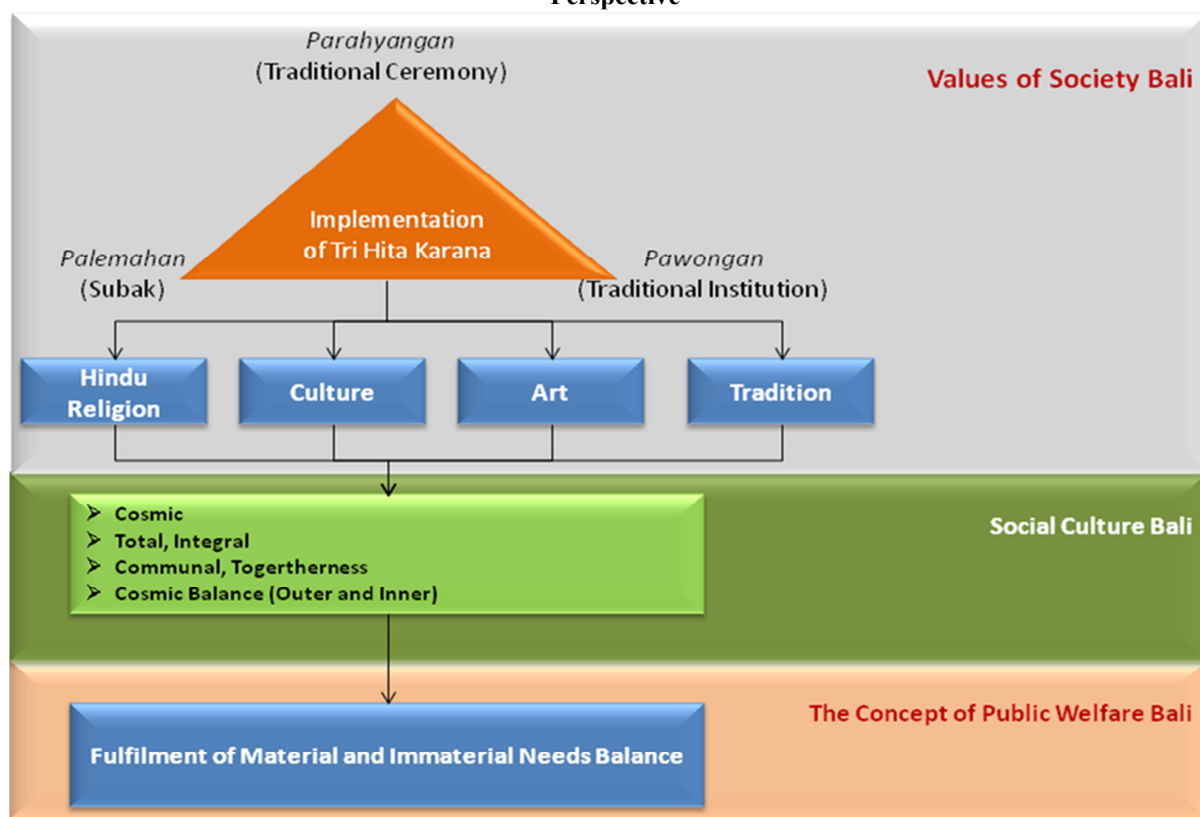 Perspective
Parahyangan
(Traditional Ceremony)
Values of Society Bali
Implementation
of Tri Hita Karana
Palemahan
(Subak)
Pawongan
(Traditional Institution)
Hindu
Religion
Culture
Art
Tradition
➢ Cosmic
➢ Total, Integral
➢ Communal, Togertherness
➢ Cosmic Balance (Outer and Inner)
Social Culture Bali
The Concept of Public Welfare Bali
Fulfilment of Material and Immaterial Needs Balance